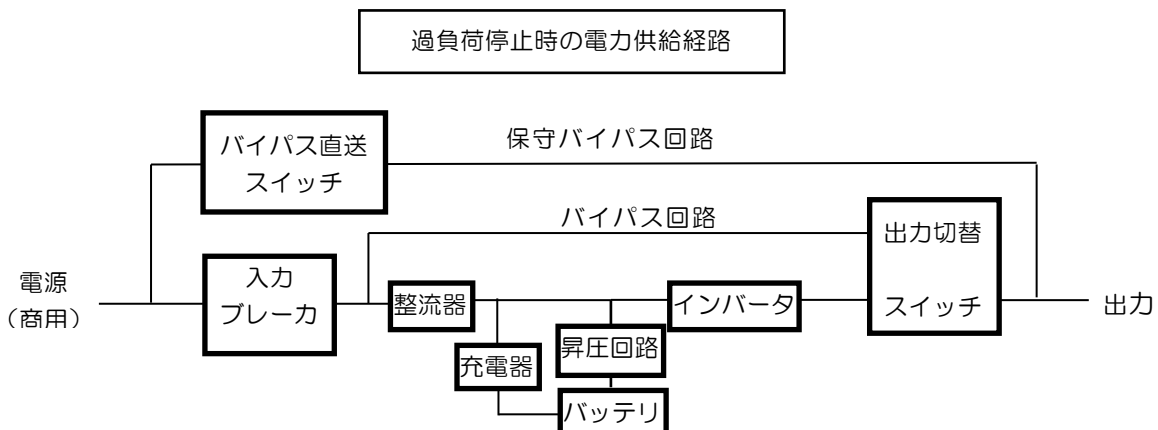 過負荷停止時の電力供給経路
バイパス直送
スイッチ
保守バイパス回路
バイパス回路
出力切替
スイッチ
電源
（商用）
入力
ブレーカ
整流器
インバータ
出力
充電器
昇圧回路
バッテリ